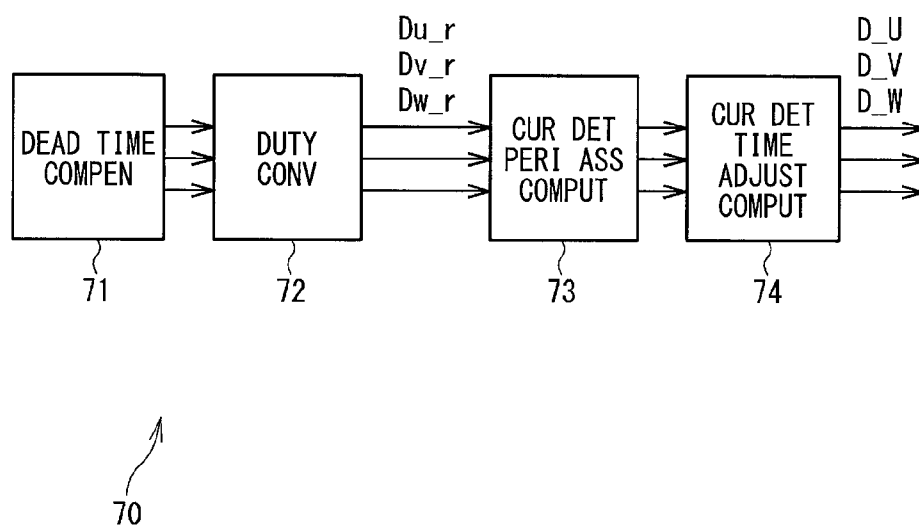 Du_r
Dv_r
Dw_r
D_U
D_V
D_W
DEAD TIME
COMPEN
DUTY
CONV
CUR DET
PERI ASS
COMPUT
CUR DET
TIME
ADJUST
COMPUT
71
72
73
74
70